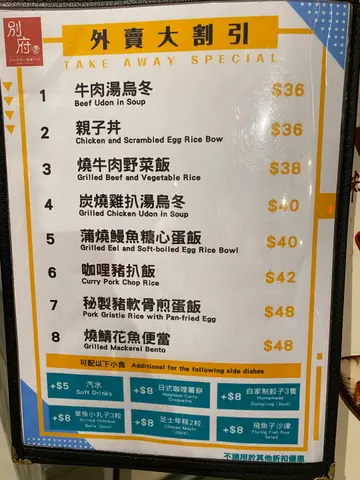 別府
外賣大割引
TAKE AWAY SPECIAL
1 牛肉湯烏冬 $36
Beef Udon in Soup
2 親子丼 $36
Chicken and Scrambled Egg Rice Bow
3 燒牛肉野菜飯 $38
Grilled Beef and Vegetable Rice
4 炭燒雞扒湯烏冬 $40
Grilled Chicken Udon in Soup
5 蒲燒鰻魚糖心蛋飯 $40
Grilled Eel and Soft-boiled Egg Rice Bowl
6 咖喱豬扒飯 $42
Curry Pork Chop Rice
7 秘製豬軟骨煎蛋飯 $48
Pork Gristle Rice with Pan-fried Egg
8 燒鯖花魚便當 $48
Grilled Mackerel Bento
可配以下小食 Additional for the following side dishes
+$5 汽水
Soft Drinks
+$8 日式咖喱薯餅
Japanese Curry
Croquette
+$8 自家制餃子3隻
Homemade
Dumpling (3pcs)
+$8 章魚小丸子3粒
Grilled Octopus
Balls (3pcs)
+$8 芝士年糕2粒
Cheese Mochi
(2pcs)
+$8 飛魚子沙律
Flying Fish Roe
Salad
不適用於其他折扣優惠